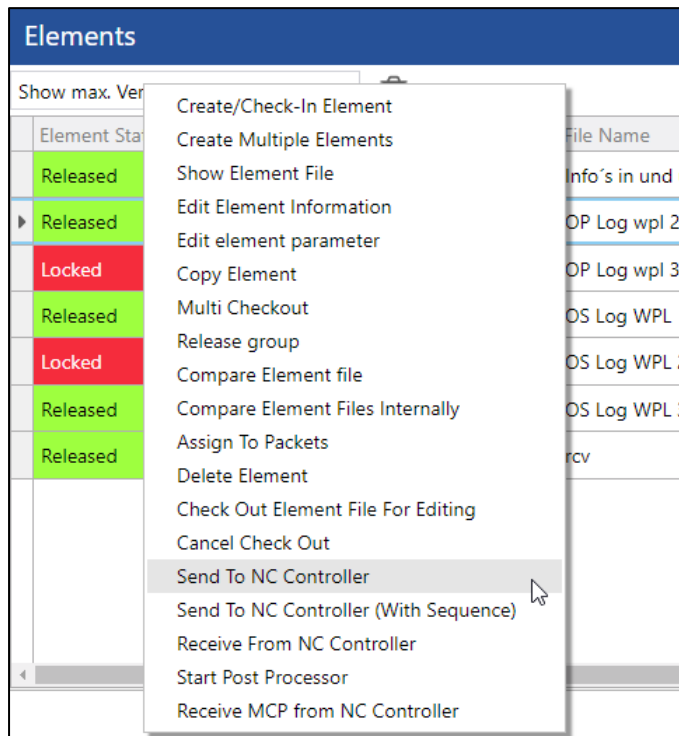 Elements
Show max. Ver
Element Sta File Name
Released Info´s in und
Released OP Log wpl 2
Locked OP Log wpl 3
Released OS Log WPL
Locked OS Log WPL
Released OS Log WPL
Released rcv
Create/Check-In Element
Create Multiple Elements
Show Element File
Edit Element Information
Edit element parameter
Copy Element
Multi Checkout
Release group
Compare Element file
Compare Element Files Internally
Assign To Packets
Delete Element
Check Out Element File For Editing
Cancel Check Out
Send To NC Controller
Send To NC Controller (With Sequence)
Receive From NC Controller
Start Post Processor
Receive MCP from NC Controller